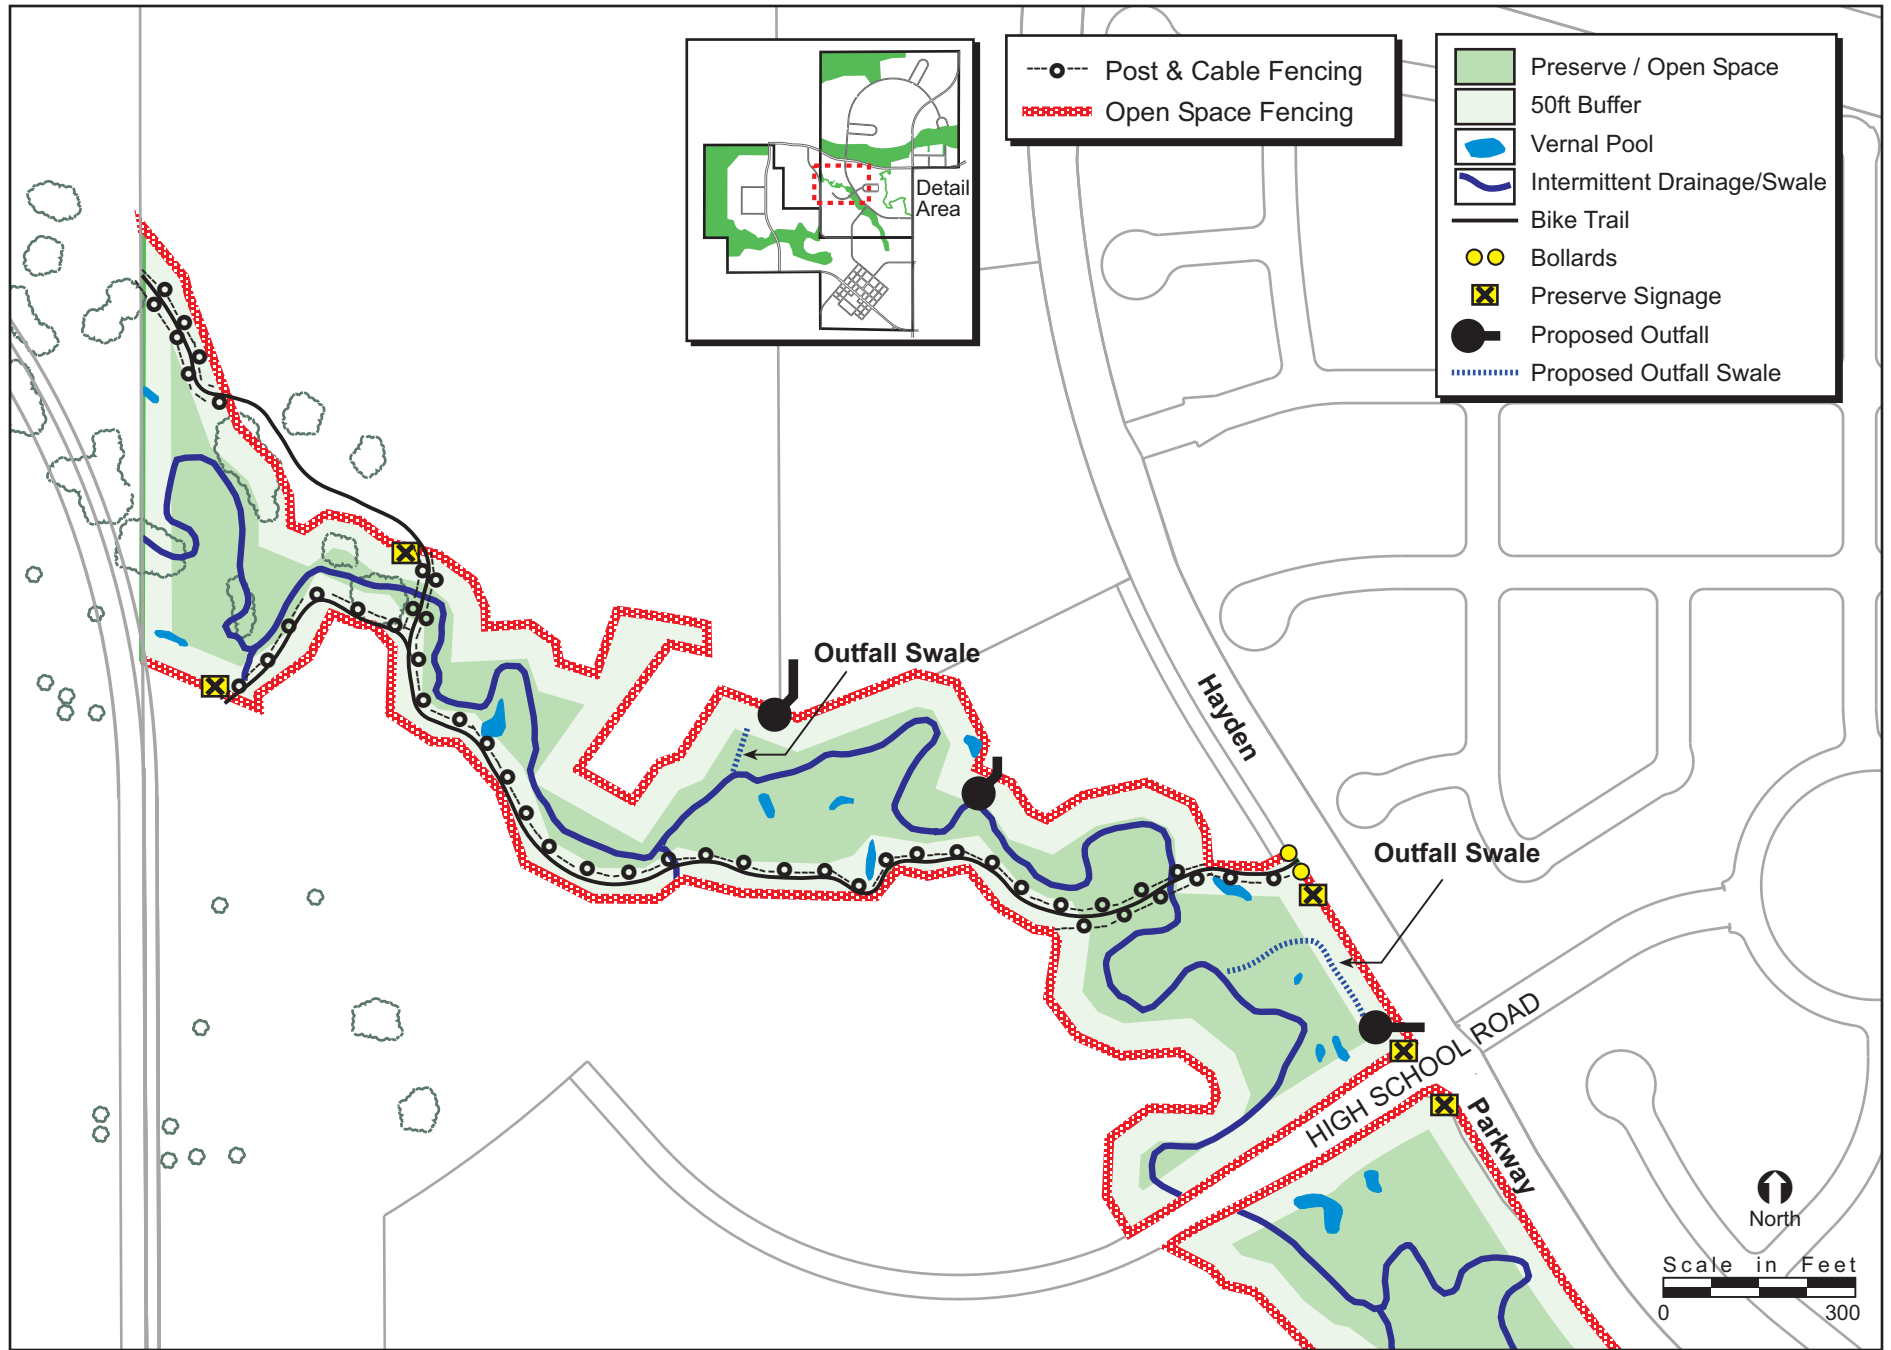 Detail
Area
Post & Cable Fencing
Open Space Fencing
Preserve / Open Space
50ft Buffer
Vernal Pool
Intermittent Drainage/Swale
Bike Trail
Bollards
Preserve Signage
Proposed Outfall
Proposed Outfall Swale
Outfall Swale
Hayden
Outfall Swale
HIGH SCHOOL ROAD
Parkway
North
Scale in Feet
0 300